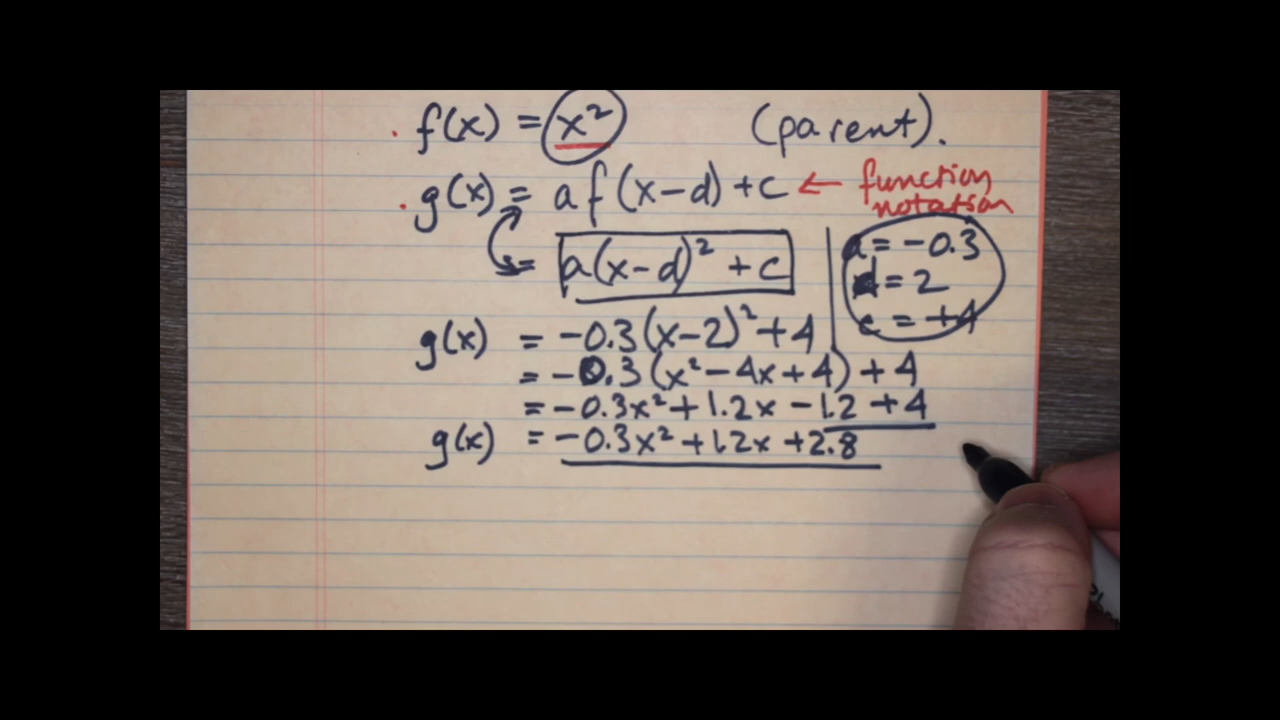 . f(x) = x² (parent).
. g(x) = a f(x-d) + c ← function notation
= a(x-d)² + c
a = -0.3
d = 2
c = +4
g(x) = -0.3(x-2)² + 4
= -0.3(x² - 4x + 4) + 4
= -0.3x² + 1.2x - 1.2 + 4
g(x) = -0.3x² + 1.2x + 2.8